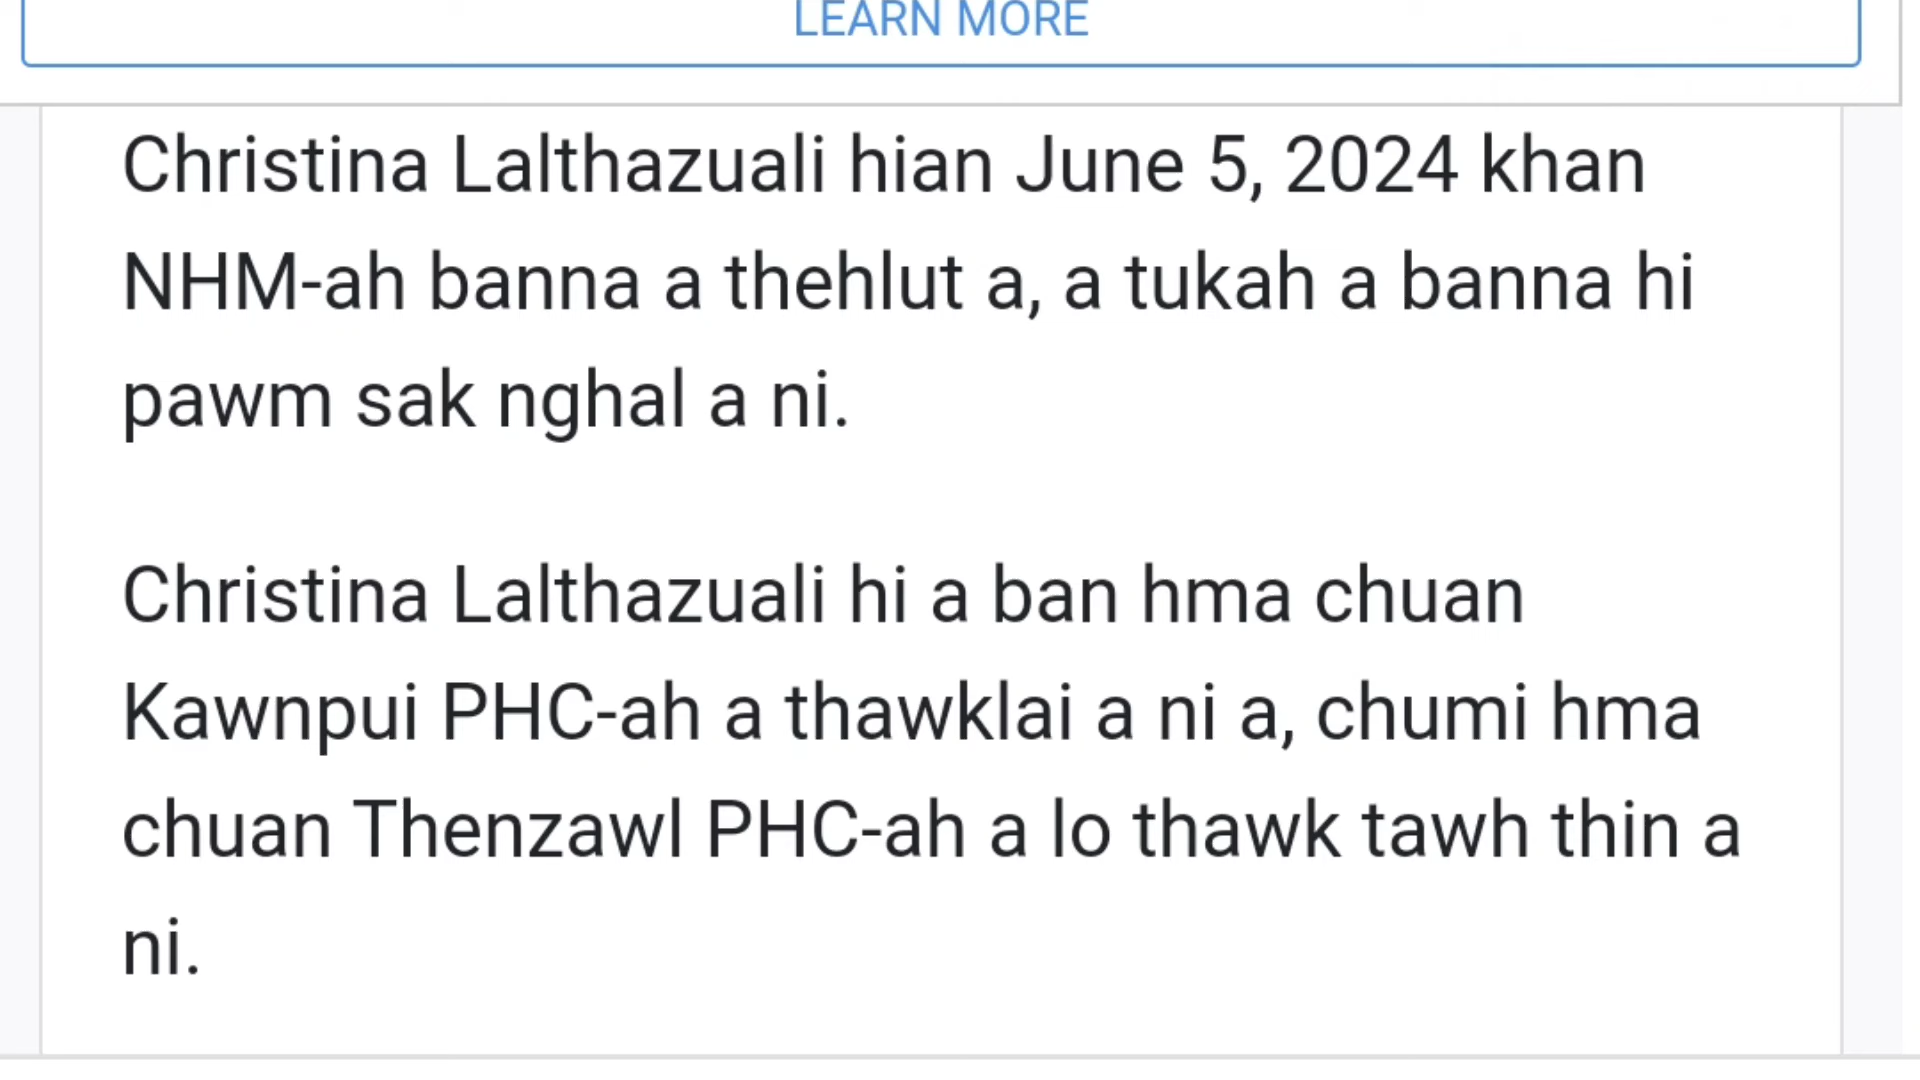 LEARN MORE
Christina Lalthazuali hian June 5, 2024 khan
NHM-ah banna a thehlut a, a tukah a banna hi
pawm sak nghal a ni.
Christina Lalthazuali hi a ban hma chuan
Kawnpui PHC-ah a thawklai a ni a, chumi hma
chuan Thenzawl PHC-ah a lo thawk tawh thin a
ni.